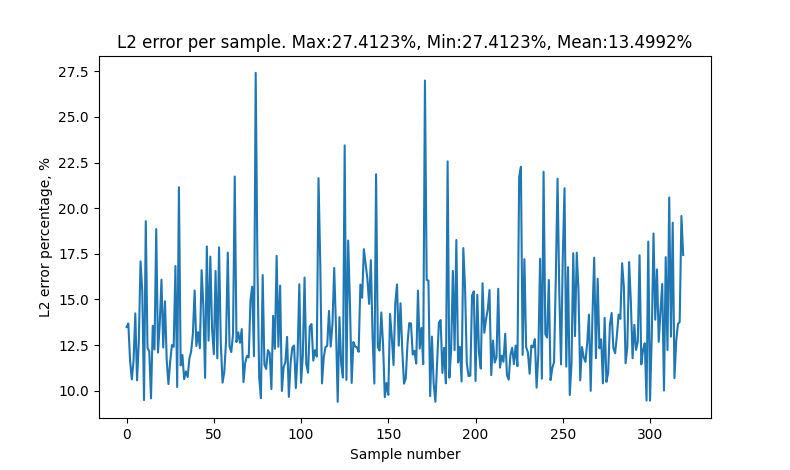 L2 error per sample. Max:27.4123%, Min:27.4123%, Mean:13.4992%
L2 error percentage, %
27.5
25.0
22.5
20.0
17.5
15.0
12.5
10.0
0 50 100 150 200 250 300
Sample number